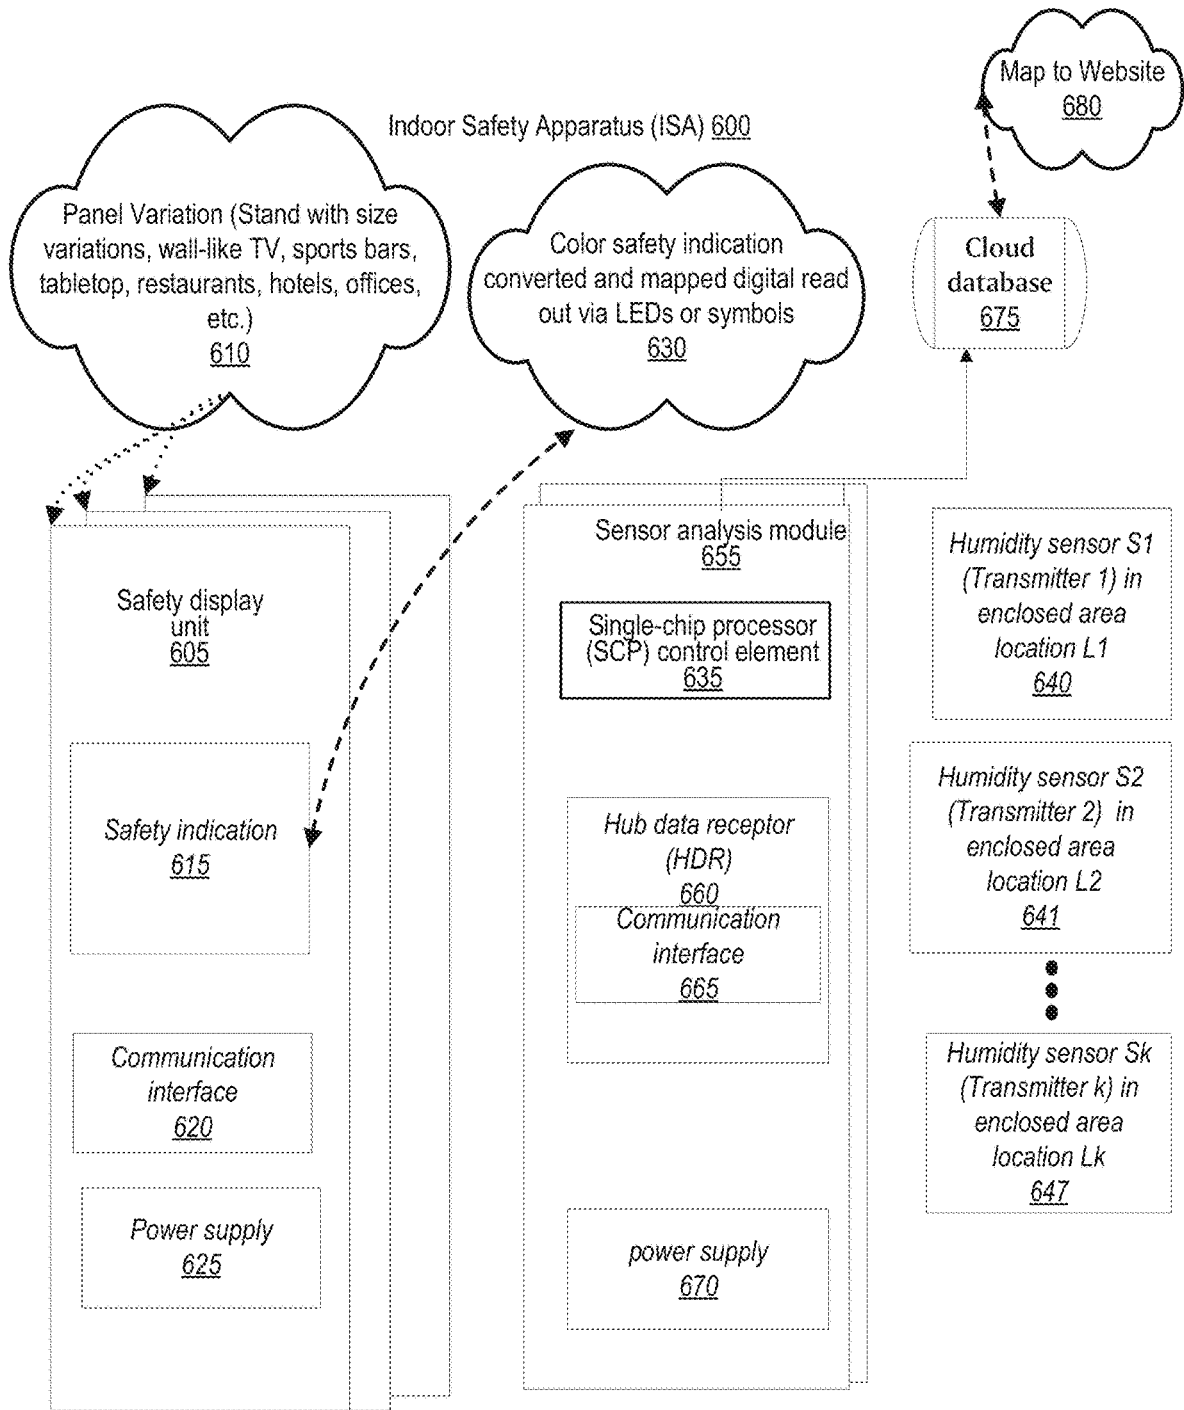 Map to Website
680
Indoor Safety Apparatus (ISA) 600
Panel Variation (Stand with size
variations, wall-like TV, sports bars,
tabletop, restaurants, hotels, offices,
etc.)
610
Color safety indication
converted and mapped digital read
out via LEDs or symbols
630
Cloud
database
675
Safety display
unit
605
Safety indication
615
Communication
interface
620
Power supply
625
Sensor analysis module
655
Single-chip processor
(SCP) control element
635
Hub data receptor
(HDR)
660
Communication
interface
665
power supply
670
Humidity sensor S1
(Transmitter 1) in
enclosed area
location L1
640
Humidity sensor S2
(Transmitter 2) in
enclosed area
location L2
641
Humidity sensor Sk
(Transmitter k) in
enclosed area
location Lk
647